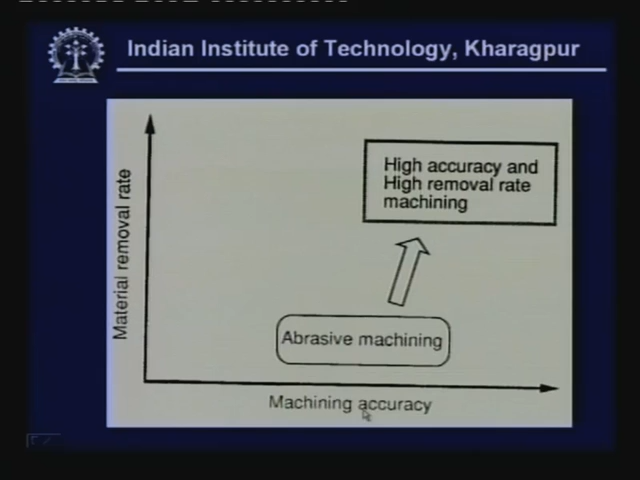 Indian Institute of Technology, Kharagpur
High accuracy and
High removal rate
machining
Material removal rate
Abrasive machining
Machining accuracy